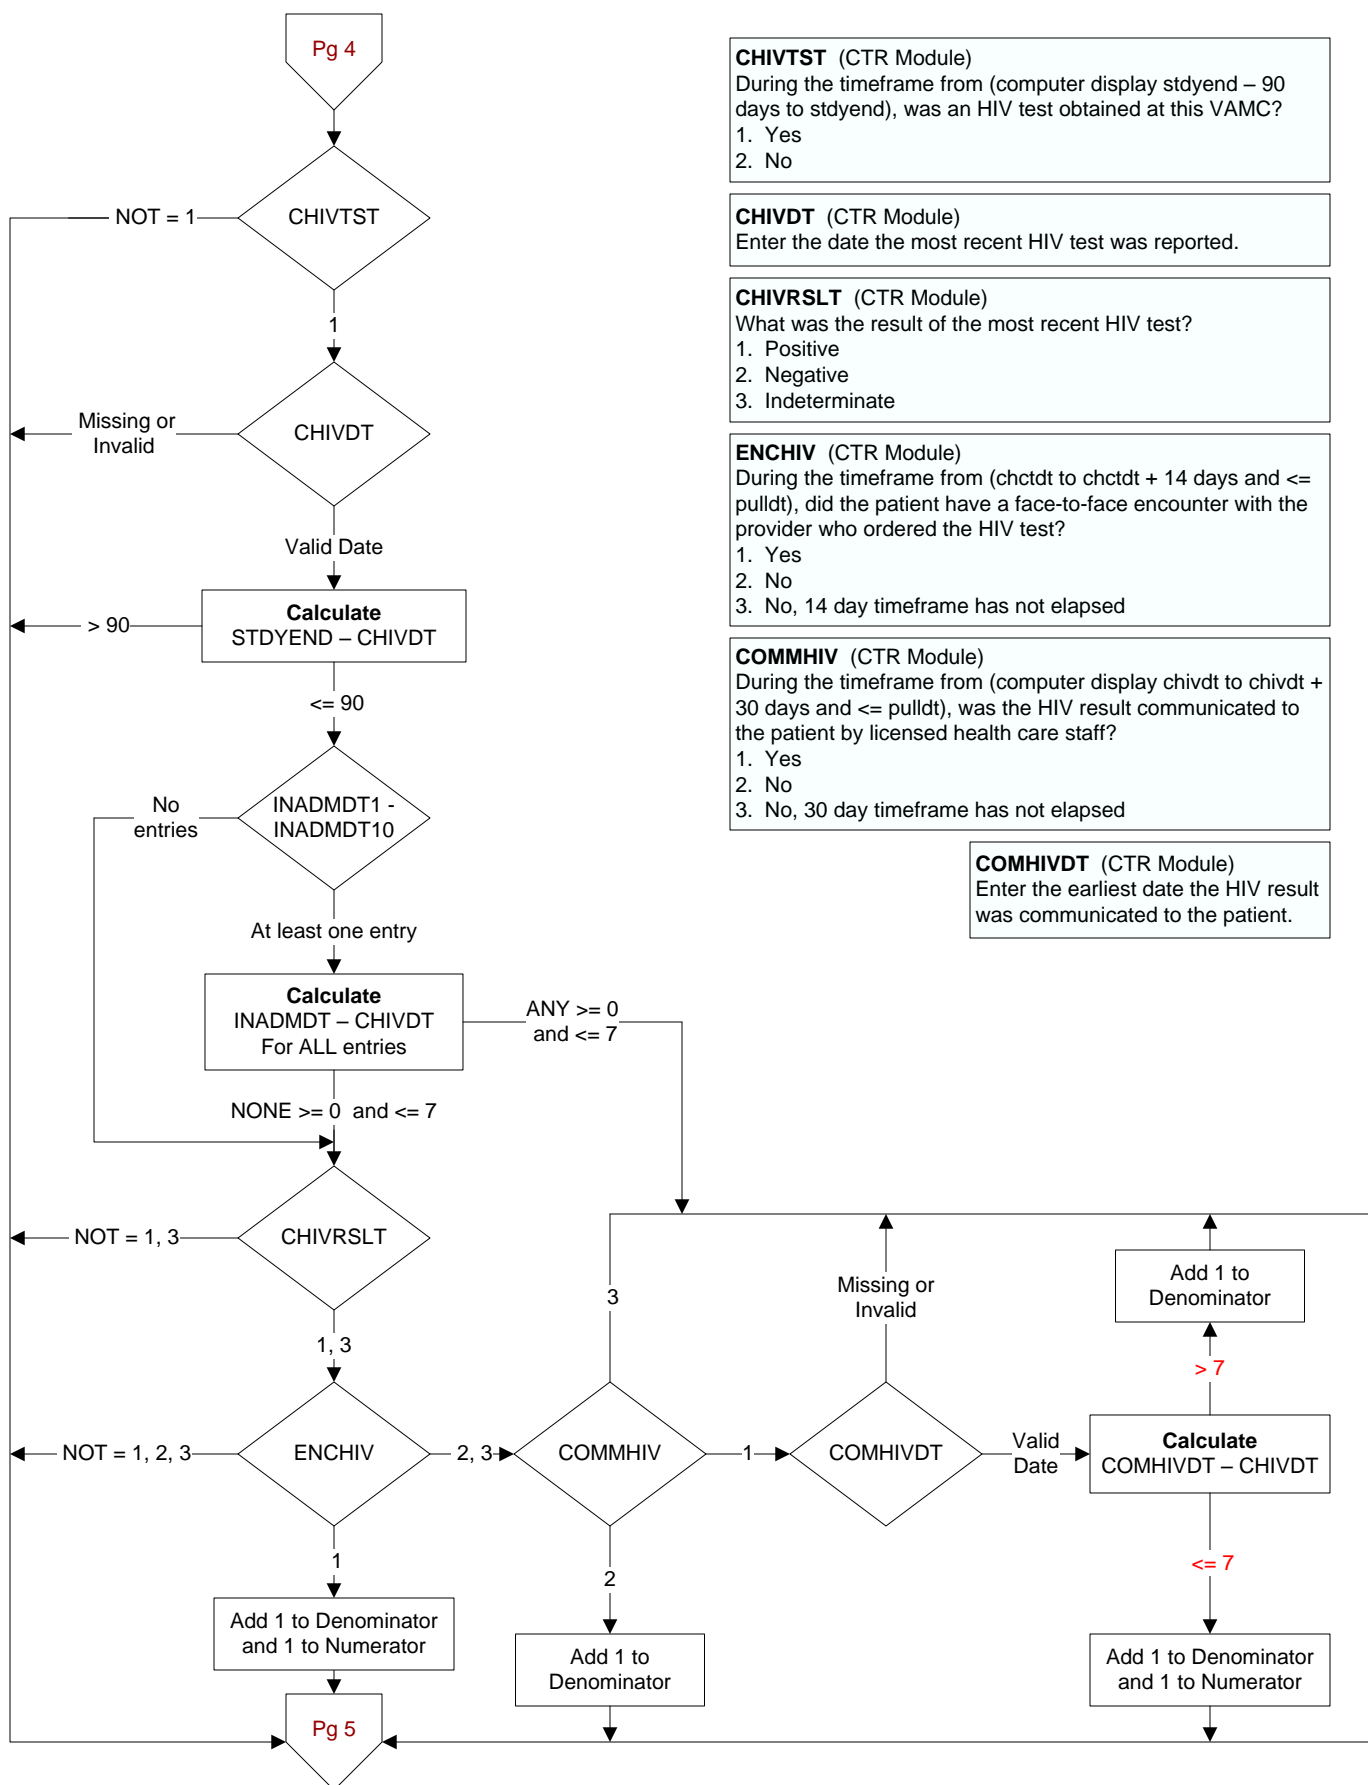 Pg 4
CHIVTST
NOT = 1
1
CHIVDT
Missing or
Invalid
Valid Date
Calculate
STDYEND – CHIVDT
> 90
<= 90
INADMDT1 -
INADMDT10
No
entries
At least one entry
Calculate
INADMDT – CHIVDT
For ALL entries
ANY >= 0
and <= 7
NONE >= 0 and <= 7
CHIVRSLT
NOT = 1, 3
1, 3
ENCHIV
NOT = 1, 2, 3
2, 3
1
Add 1 to Denominator
and 1 to Numerator
Pg 5
COMMHIV
3
1
2
Add 1 to
Denominator
COMHIVDT
Missing or
Invalid
Valid
Date
Calculate
COMHIVDT – CHIVDT
> 7
Add 1 to
Denominator
<= 7
Add 1 to Denominator
and 1 to Numerator
CHIVTST (CTR Module)
During the timeframe from (computer display stdyend – 90
days to stdyend), was an HIV test obtained at this VAMC?
1. Yes
2. No
CHIVDT (CTR Module)
Enter the date the most recent HIV test was reported.
CHIVRSLT (CTR Module)
What was the result of the most recent HIV test?
1. Positive
2. Negative
3. Indeterminate
ENCHIV (CTR Module)
During the timeframe from (chctdt to chctdt + 14 days and <=
pulldt), did the patient have a face-to-face encounter with the
provider who ordered the HIV test?
1. Yes
2. No
3. No, 14 day timeframe has not elapsed
COMMHIV (CTR Module)
During the timeframe from (computer display chivdt to chivdt +
30 days and <= pulldt), was the HIV result communicated to
the patient by licensed health care staff?
1. Yes
2. No
3. No, 30 day timeframe has not elapsed
COMHIVDT (CTR Module)
Enter the earliest date the HIV result
was communicated to the patient.